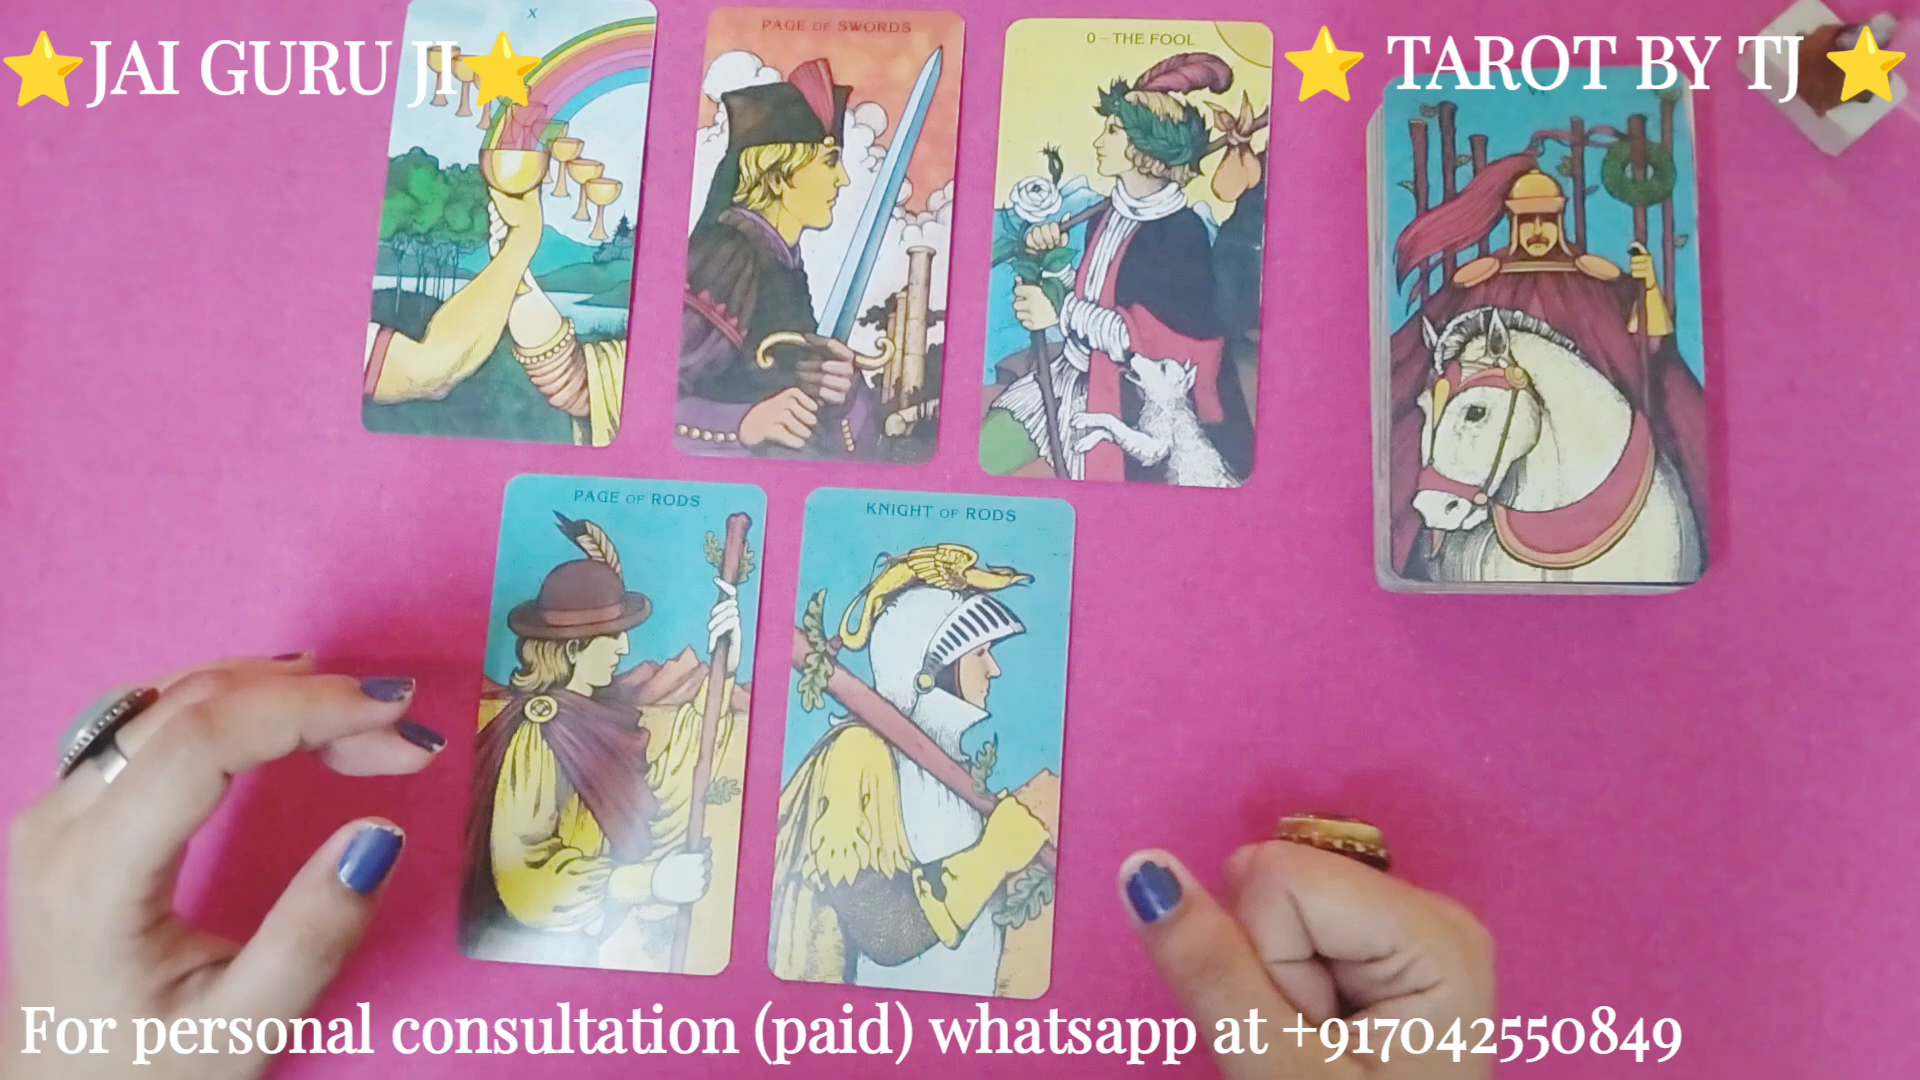 ⭐JAI GURU JI⭐
⭐ TAROT BY TJ ⭐
X
PAGE OF SWORDS
0 – THE FOOL
VI
PAGE OF RODS
KNIGHT OF RODS
For personal consultation (paid) whatsapp at +917042550849